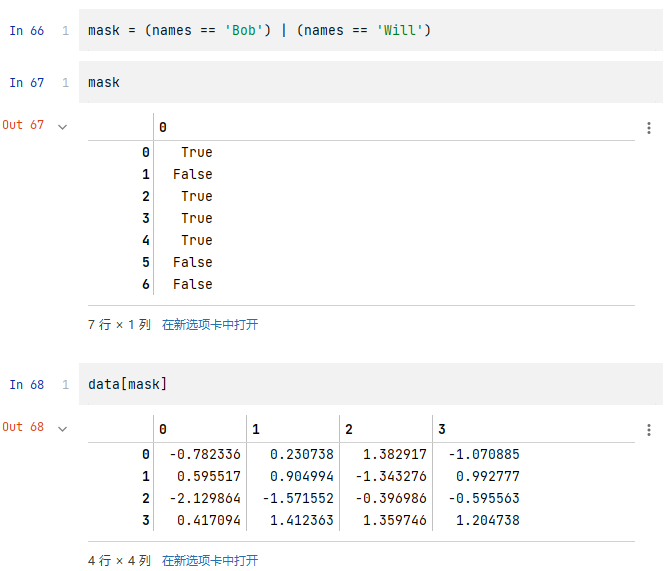 In 66 1 mask = (names == 'Bob') | (names == 'Will')
In 67 1 mask
Out 67 0
0 True
1 False
2 True
3 True
4 True
5 False
6 False
7 行 × 1 列 在新选项卡中打开
In 68 1 data[mask]
Out 68 0 1 2 3
0 -0.782336 0.230738 1.382917 -1.070885
1 0.595517 0.904994 -1.343276 0.992777
2 -2.129864 -1.571552 -0.396986 -0.595563
3 0.417094 1.412363 1.359746 1.204738
4 行 × 4 列 在新选项卡中打开